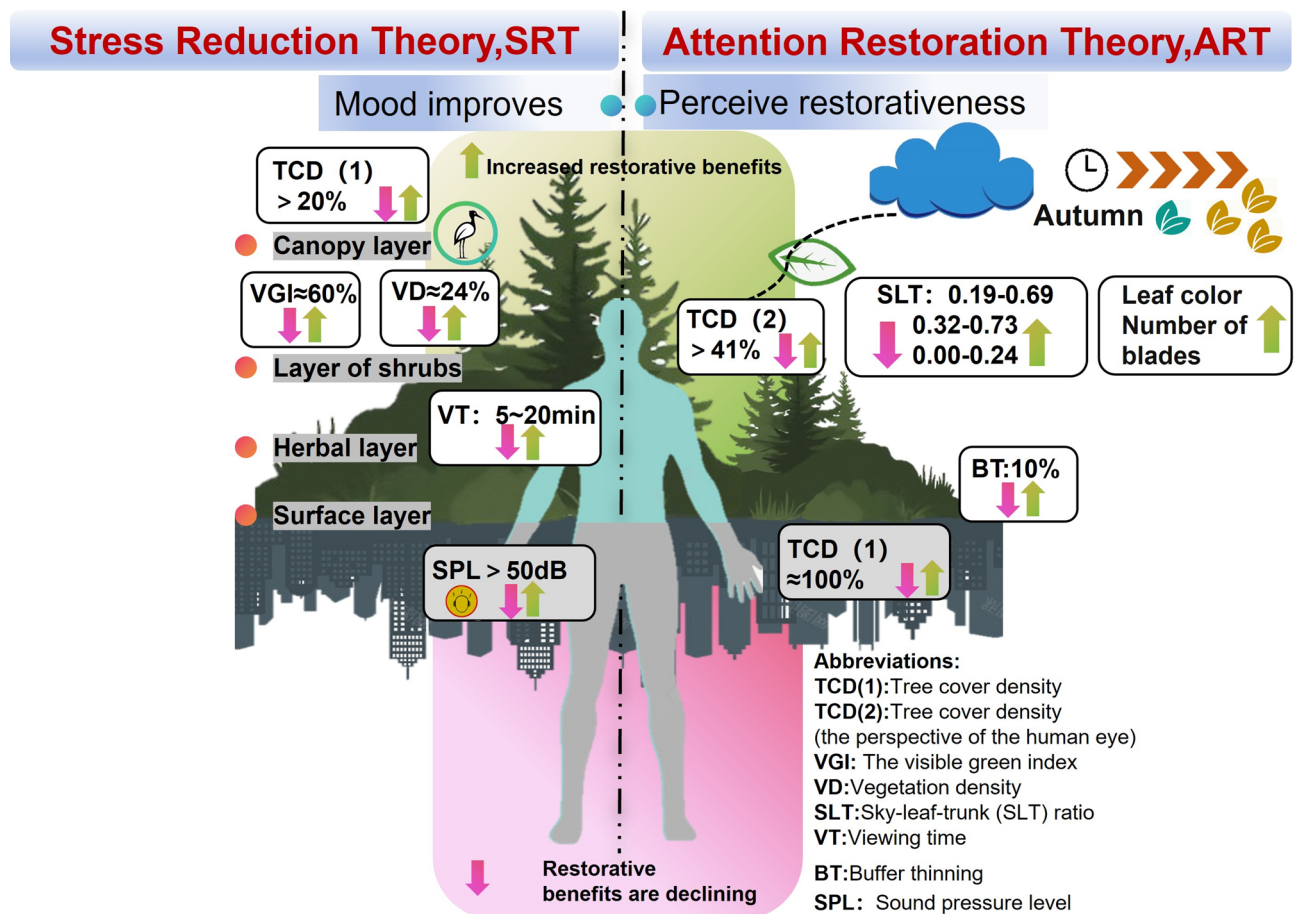 Stress Reduction Theory,SRT
Attention Restoration Theory,ART
Mood improves
Perceive restorativeness
Increased restorative benefits
TCD (1)
> 20%
Canopy layer
VGI≈60%
VD≈24%
Layer of shrubs
VT: 5~20min
Herbal layer
Surface layer
SPL > 50dB
Autumn
TCD (2)
> 41%
SLT: 0.19-0.69
0.32-0.73
0.00-0.24
Leaf color
Number of
blades
BT:10%
TCD (1)
≈100%
Restorative
benefits are declining
Abbreviations:
TCD(1):Tree cover density
TCD(2):Tree cover density
(the perspective of the human eye)
VGI: The visible green index
VD:Vegetation density
SLT:Sky-leaf-trunk (SLT) ratio
VT:Viewing time
BT:Buffer thinning
SPL: Sound pressure level